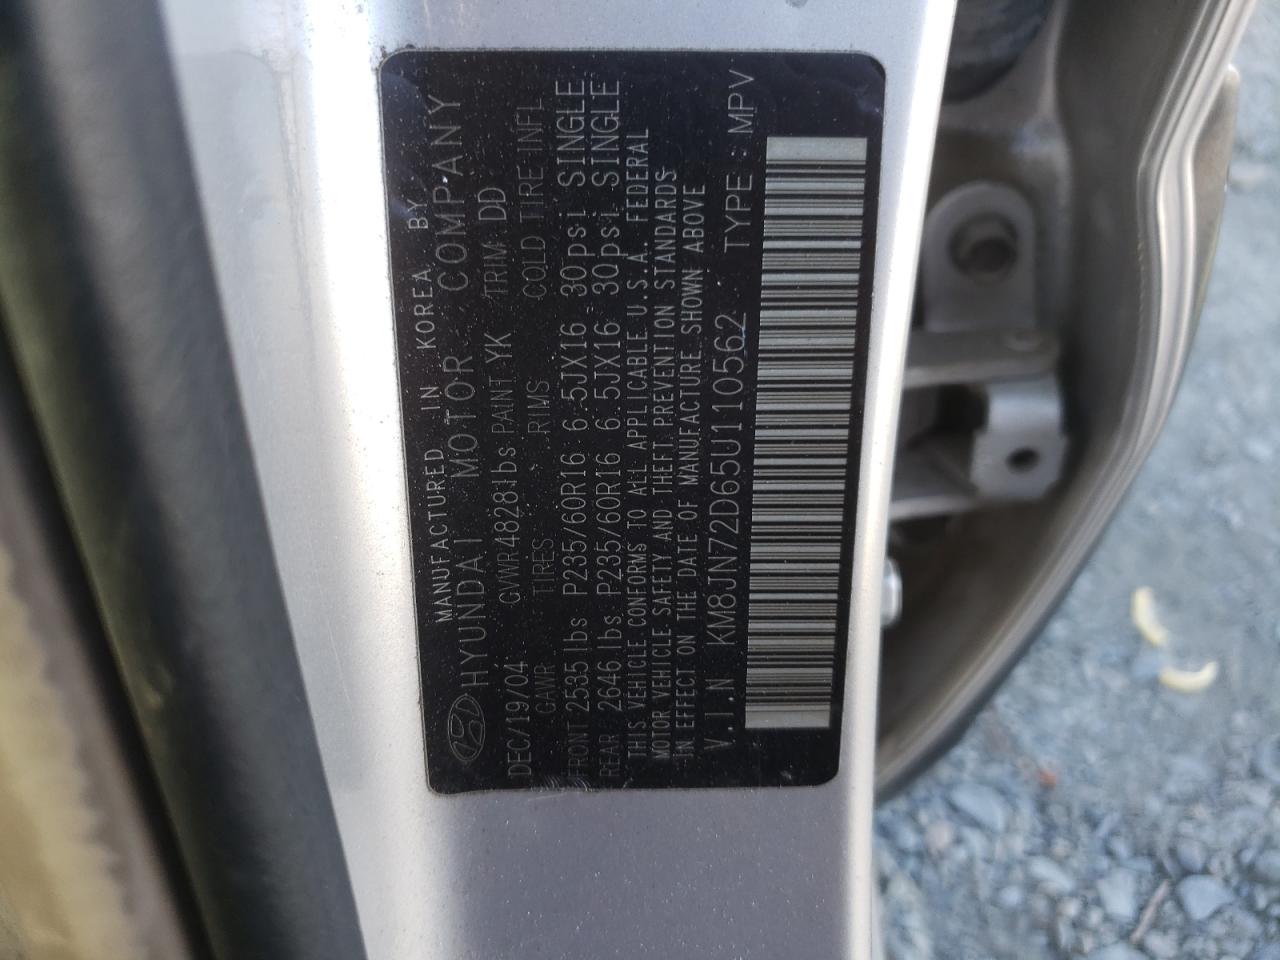 MANUFACTURED IN KOREA BY
HYUNDAI MOTOR COMPANY
DEC/19/04 GVWR 4828 lbs PAINT YK TRIM DD
GAWR TIRES RIMS COLD TIRE INFL
FRONT 2535 lbs P235/60R16 6.5JX16 30psi SINGLE
REAR 2646 lbs P235/60R16 6.5JX16 30psi SINGLE
THIS VEHICLE CONFORMS TO ALL APPLICABLE U.S.A. FEDERAL
MOTOR VEHICLE SAFETY AND THEFT PREVENTION STANDARDS
IN EFFECT ON THE DATE OF MANUFACTURE SHOWN ABOVE
V.I.N KM8JN72D65U110562 TYPE : MPV